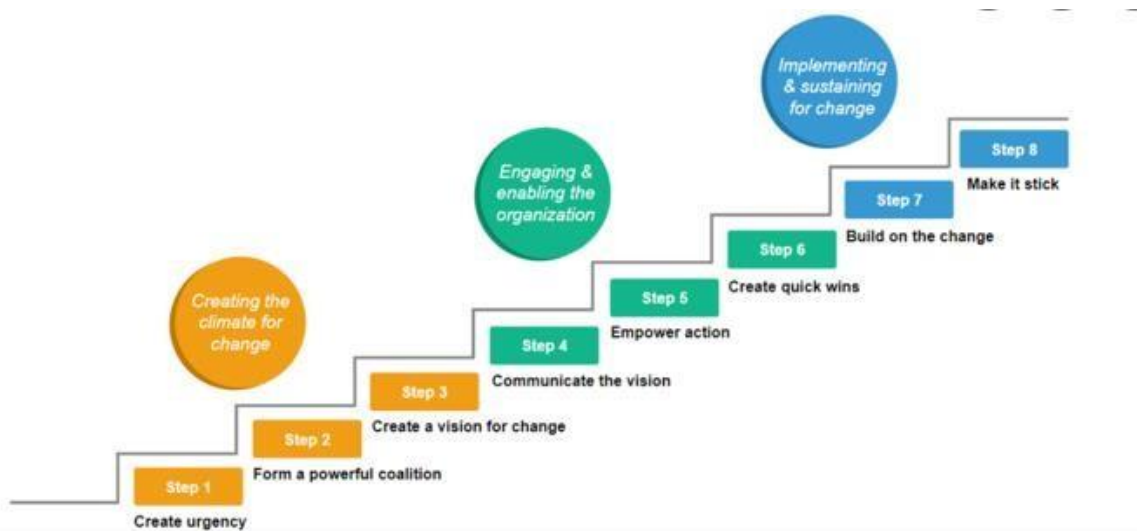 Implementing
& sustaining
for change
Step 8
Make it stick
Engaging &
enabling the
organization
Step 7
Build on the change
Step 6
Create quick wins
Creating the
climate for
change
Step 5
Empower action
Step 4
Communicate the vision
Step 3
Create a vision for change
Step 2
Form a powerful coalition
Step 1
Create urgency